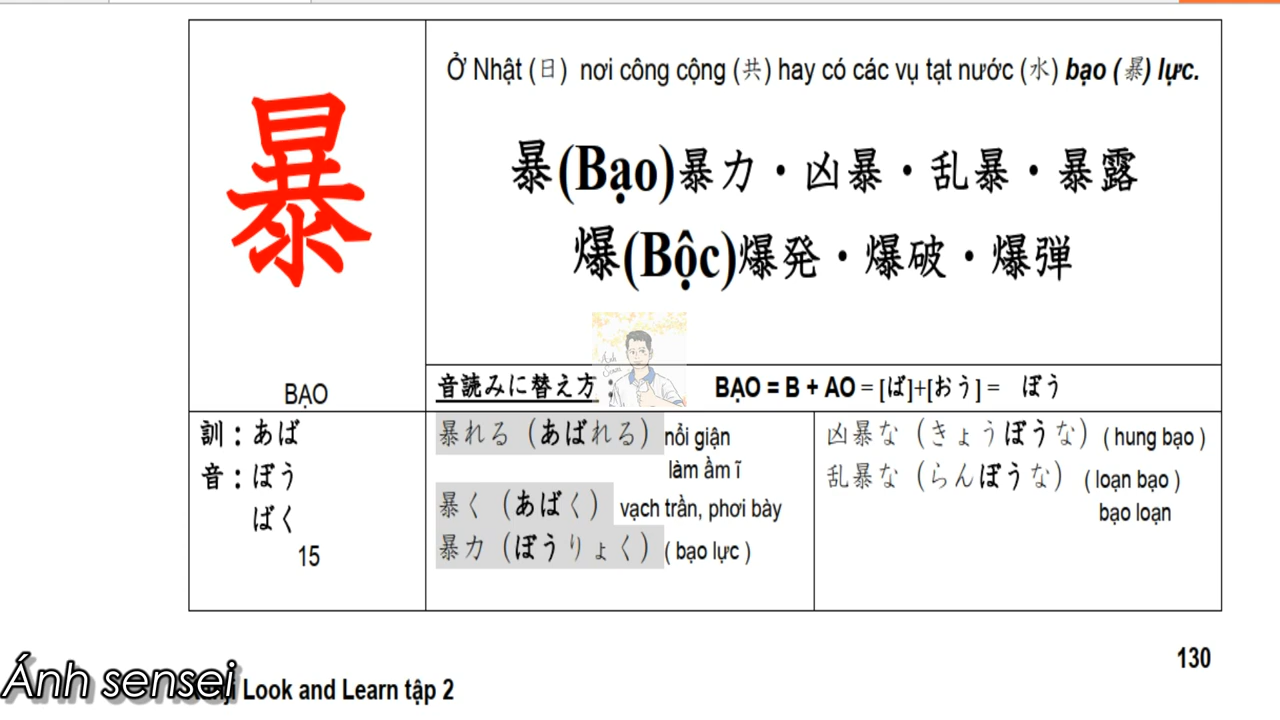 暴
BẠO
Ở Nhật (日) nơi công cộng (共) hay có các vụ tạt nước (水) bạo (暴) lực.
暴(Bạo)暴力・凶暴・乱暴・暴露
爆(Bộc)爆発・爆破・爆弾
音読みに替え方 BẠO = B + AO = [ば]+[おう] = ぼう
訓：あば
音：ぼう
ばく
15
暴れる（あばれる）nổi giận
làm ầm ĩ
暴く（あばく） vạch trần, phơi bày
暴力（ぼうりょく）( bạo lực )
凶暴な（きょうぼうな）( hung bạo )
乱暴な（らんぼうな）( loạn bạo )
bạo loạn
130
Ánh sensei
Look and Learn tập 2